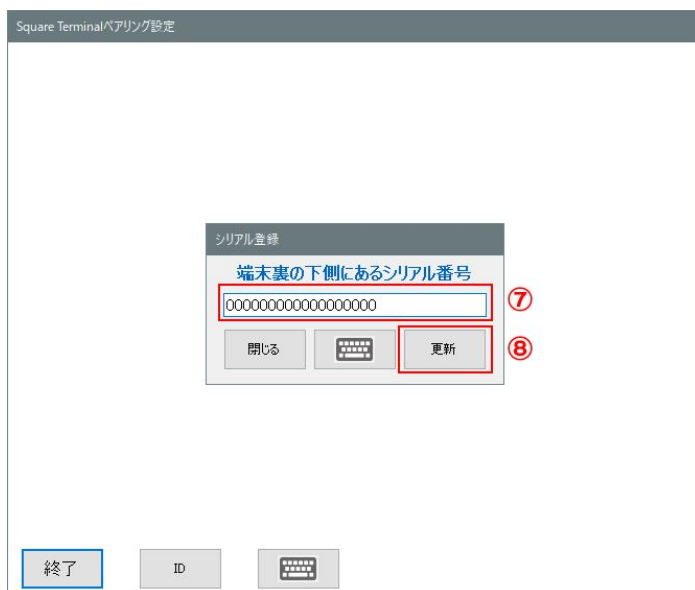 Square Terminalペアリング設定
シリアル登録
端末裏の下側にあるシリアル番号
000000000000000000 ⑦
閉じる 更新 ⑧
終了 ID